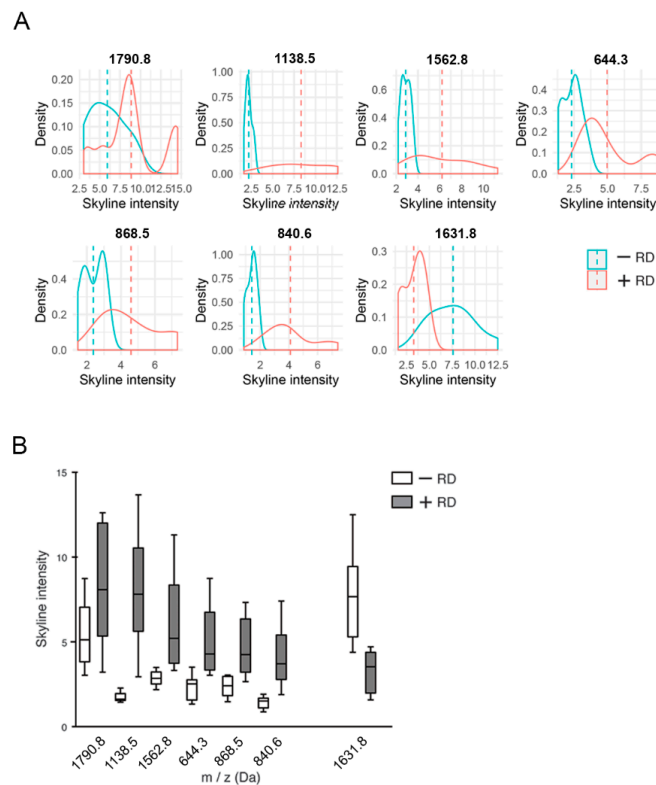 A
1790.8 1138.5 1562.8 644.3
Density 0.20 0.15 0.10 0.05 0.00
2.5 5.0 7.5 10.0 12.5 15.0
Skyline intensity
Density 1.00 0.75 0.50 0.25 0.00
2.5 5.0 7.5 10.0 12.5
Skyline intensity
Density 0.6 0.4 0.2 0.0
2 4 6 8 10
Skyline intensity
Density 0.4 0.3 0.2 0.1 0.0
2.5 5.0 7.5
Skyline intensity
868.5 840.6 1631.8
Density 0.4 0.2 0.0
2 4 6
Skyline intensity
Density 1.00 0.75 0.50 0.25 0.00
2 4 6
Skyline intensity
Density 0.3 0.2 0.1 0.0
2.5 5.0 7.5 10.0 12.5
Skyline intensity
− RD
+ RD
B
Skyline intensity
15
10
5
0
− RD
+ RD
1790.8 1138.5 1562.8 644.3 868.5 840.6 1631.8
m / z (Da)